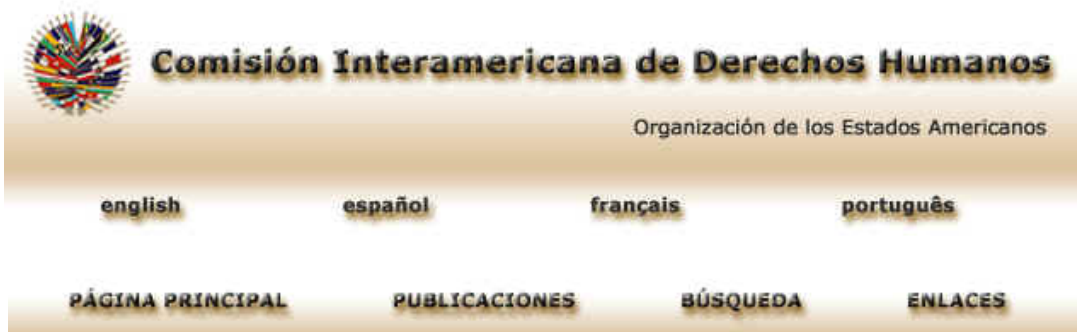 Comisión Interamericana de Derechos Humanos
Organización de los Estados Americanos
english español français português
PÁGINA PRINCIPAL PUBLICACIONES BÚSQUEDA ENLACES